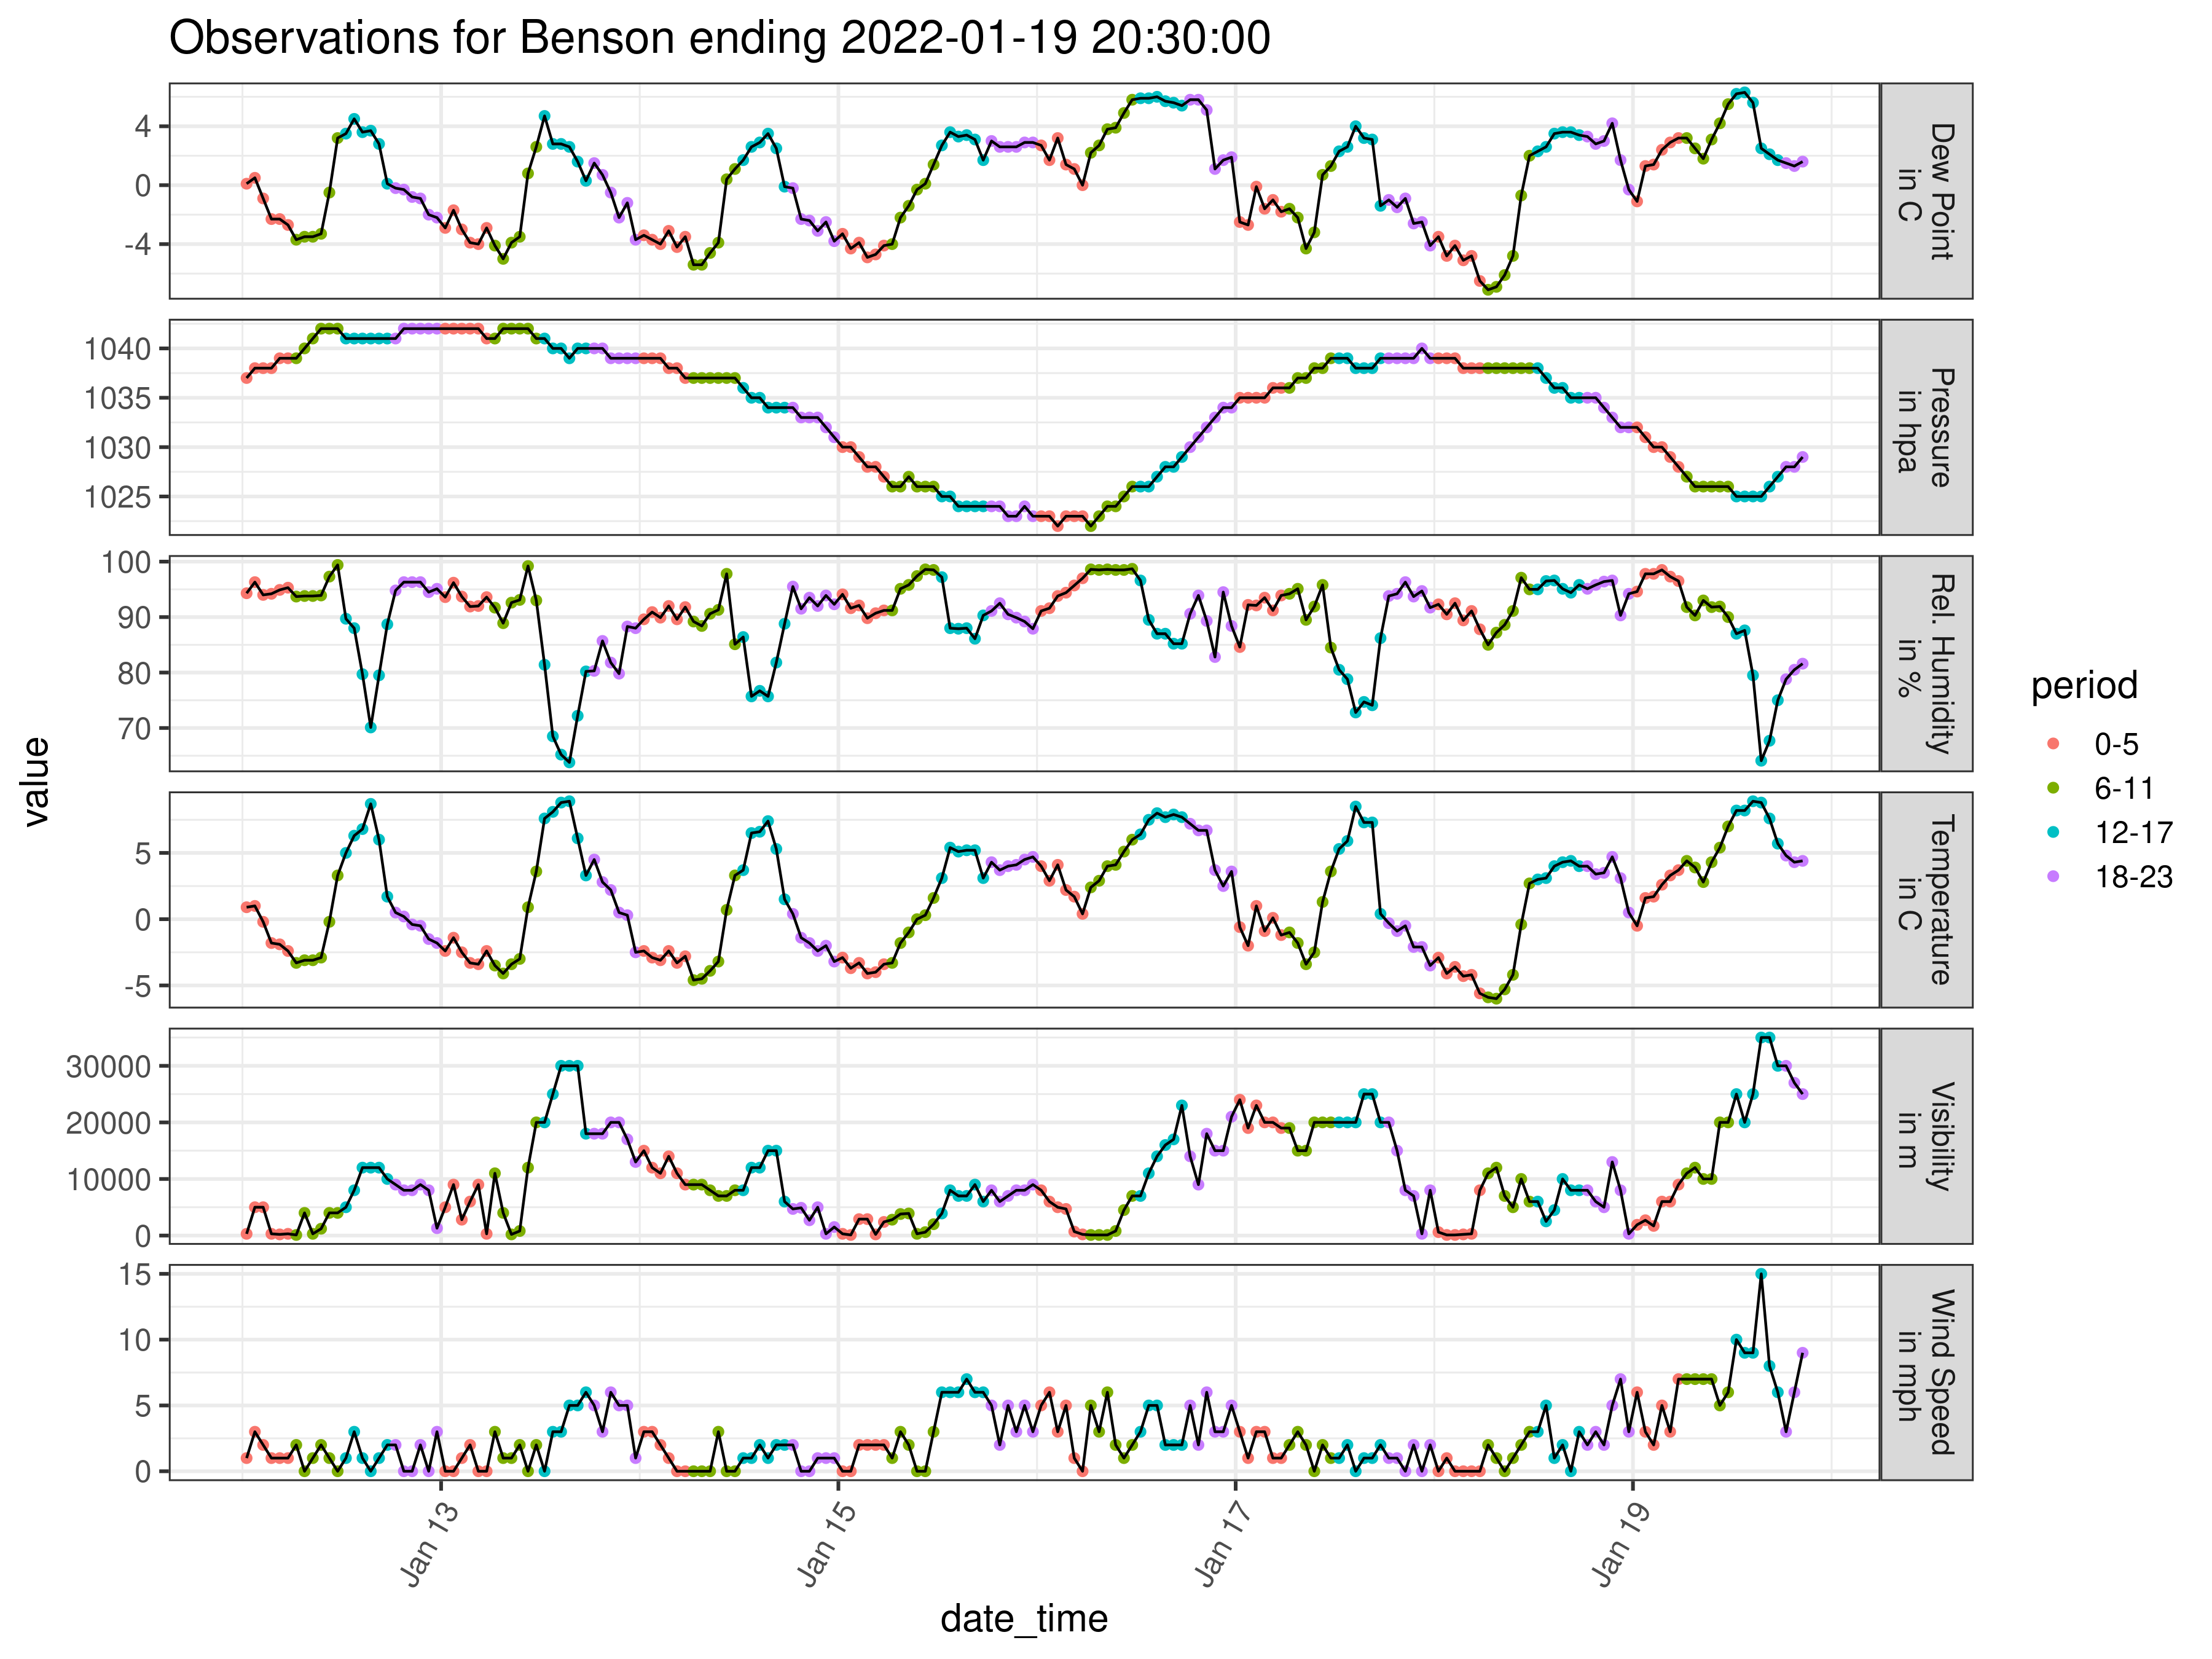 Observations for Benson ending 2022-01-19 20:30:00
value
4
0
-4
Dew Point
in C
1040
1035
1030
1025
Pressure
in hpa
100
90
80
70
Rel. Humidity
in %
5
0
-5
Temperature
in C
30000
20000
10000
0
Visibility
in m
15
10
5
0
Wind Speed
in mph
Jan 13
Jan 15
Jan 17
Jan 19
date_time
period
0-5
6-11
12-17
18-23